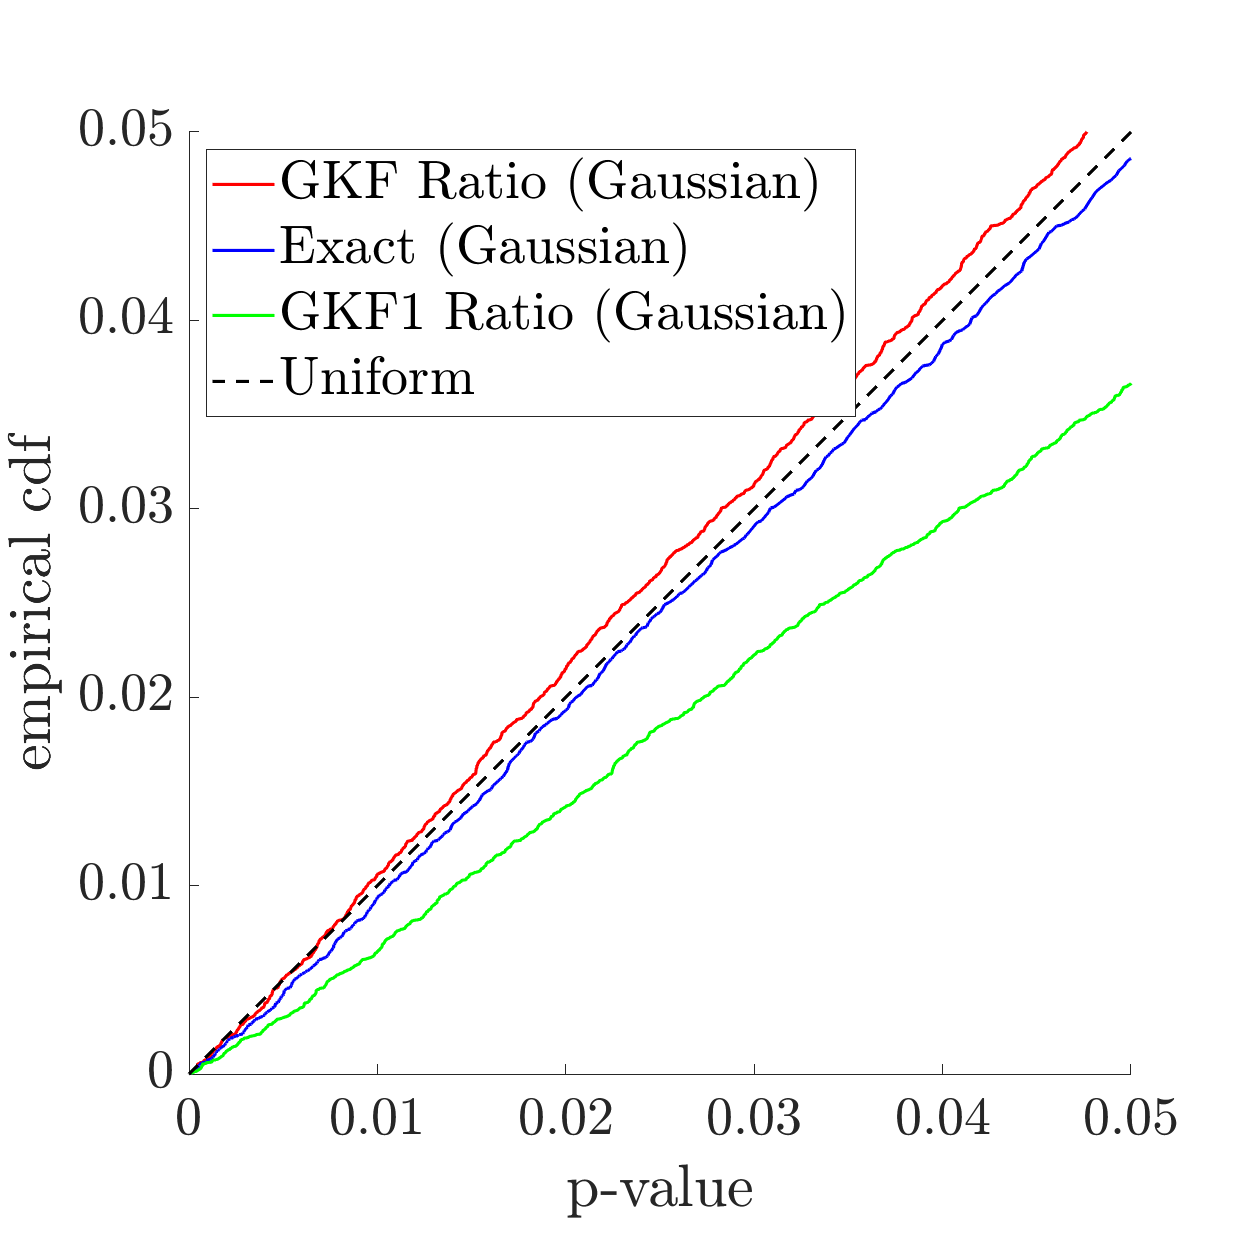 0.05
GKF Ratio (Gaussian)
Exact (Gaussian)
GKF1 Ratio (Gaussian)
Uniform
0.04
0.03
0.02
0.01
0
empirical cdf
0 0.01 0.02 0.03 0.04 0.05
p-value